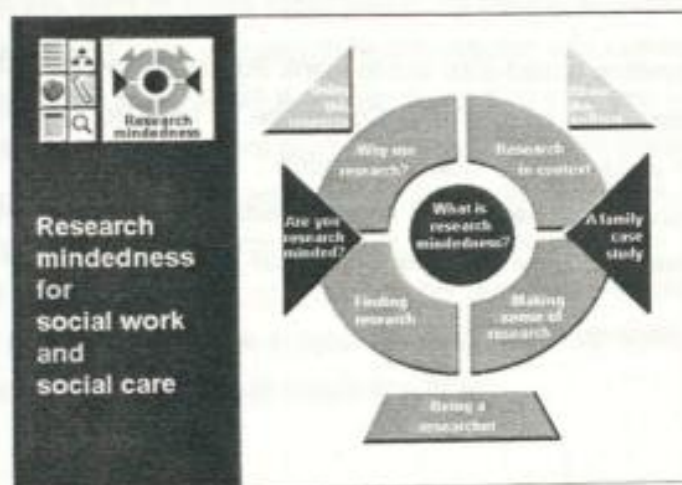 Research
mindedness
Research
mindedness
for
social work
and
social care
Why use
research?
Research
in context
Are you
research
minded?
What is
research
mindedness?
A family
case
study
Finding
research
Making
sense of
research
Being a
researcher